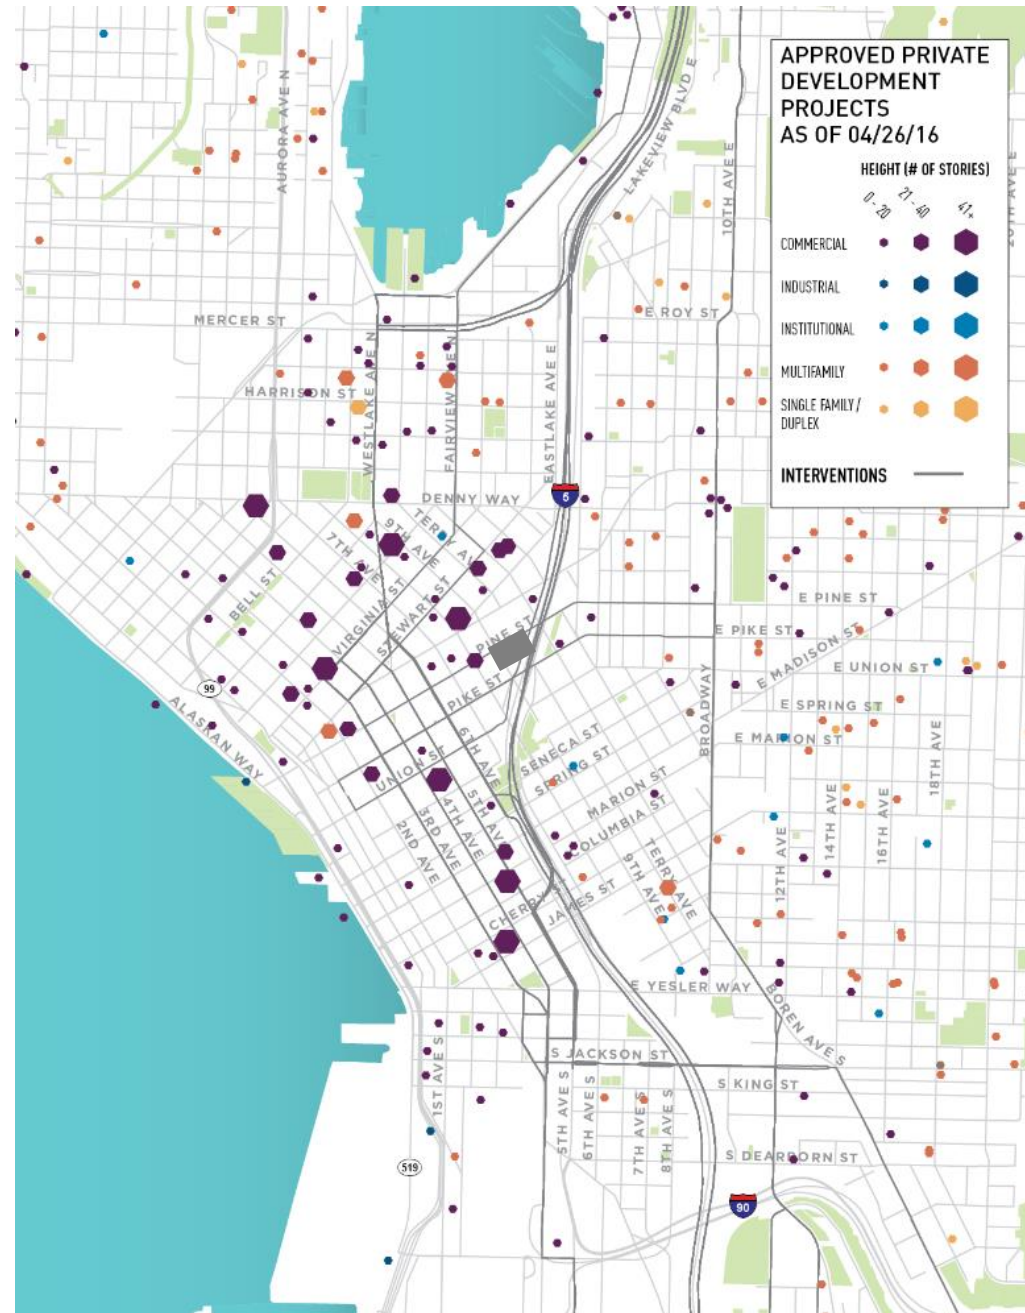 APPROVED PRIVATE
DEVELOPMENT
PROJECTS
AS OF 04/26/16
HEIGHT (# OF STORIES)
0 - 20
21 - 40
41+
COMMERCIAL
INDUSTRIAL
INSTITUTIONAL
MULTIFAMILY
SINGLE FAMILY /
DUPLEX
INTERVENTIONS
AURORA AVE N
LAKEVIEW BLVD E
10TH AVE E
MERCER ST
E ROY ST
HARRISON ST
WESTLAKE AVE N
FAIRVIEW AVE N
EASTLAKE AVE E
DENNY WAY
5
TERRY AVE
9TH AVE
7TH AVE
BELL ST
VIRGINIA ST
STEWART ST
PINE ST
PIKE ST
E PINE ST
E PIKE ST
E MADISON ST
E UNION ST
E SPRING ST
E MARION ST
99
ALASKAN WAY
UNION ST
6TH AVE
5TH AVE
4TH AVE
3RD AVE
2ND AVE
SENECA ST
SPRING ST
MARION ST
COLUMBIA ST
BROADWAY
TERRY AVE
9TH AVE
CHERRY ST
JAMES ST
12TH AVE
14TH AVE
16TH AVE
18TH AVE
E YESLER WAY
BOREN AVE S
S JACKSON ST
S KING ST
1ST AVE S
5TH AVE S
6TH AVE S
7TH AVE S
8TH AVE S
S DEARBORN ST
519
90